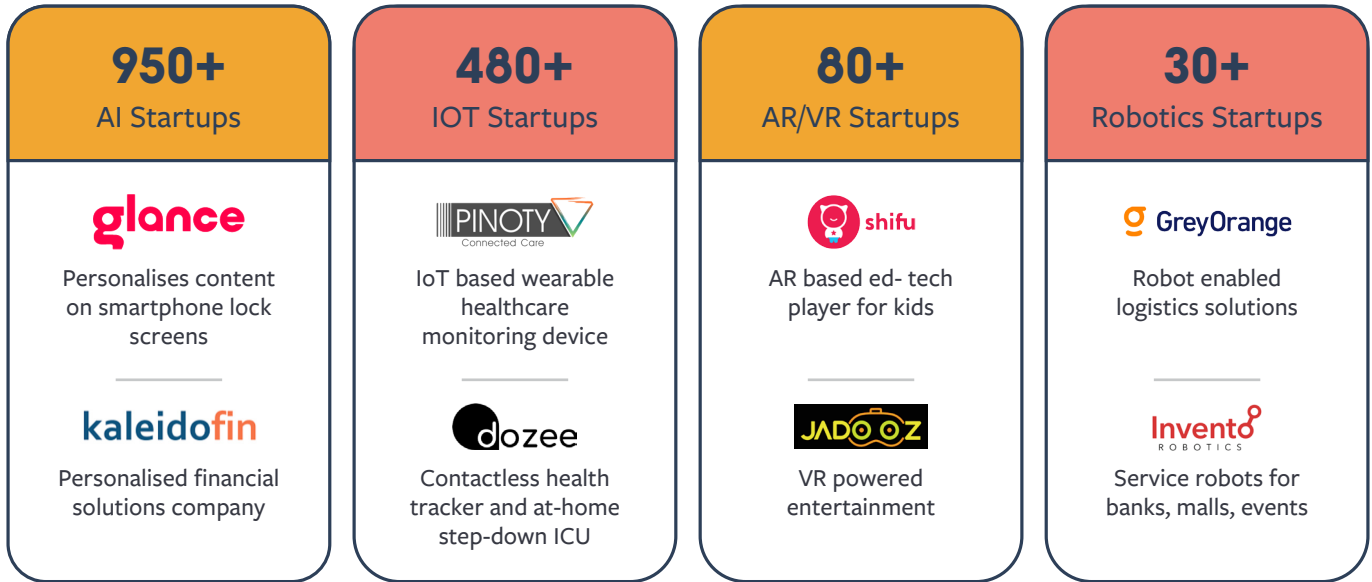 950+
AI Startups
glance
Personalises content
on smartphone lock
screens
kaleidofin
Personalised financial
solutions company
480+
IOT Startups
PINOTY
Connected Care
IoT based wearable
healthcare
monitoring device
dozee
Contactless health
tracker and at-home
step-down ICU
80+
AR/VR Startups
shifu
AR based ed- tech
player for kids
JADOOZ
VR powered
entertainment
30+
Robotics Startups
g GreyOrange
Robot enabled
logistics solutions
Invento
ROBOTICS
Service robots for
banks, malls, events